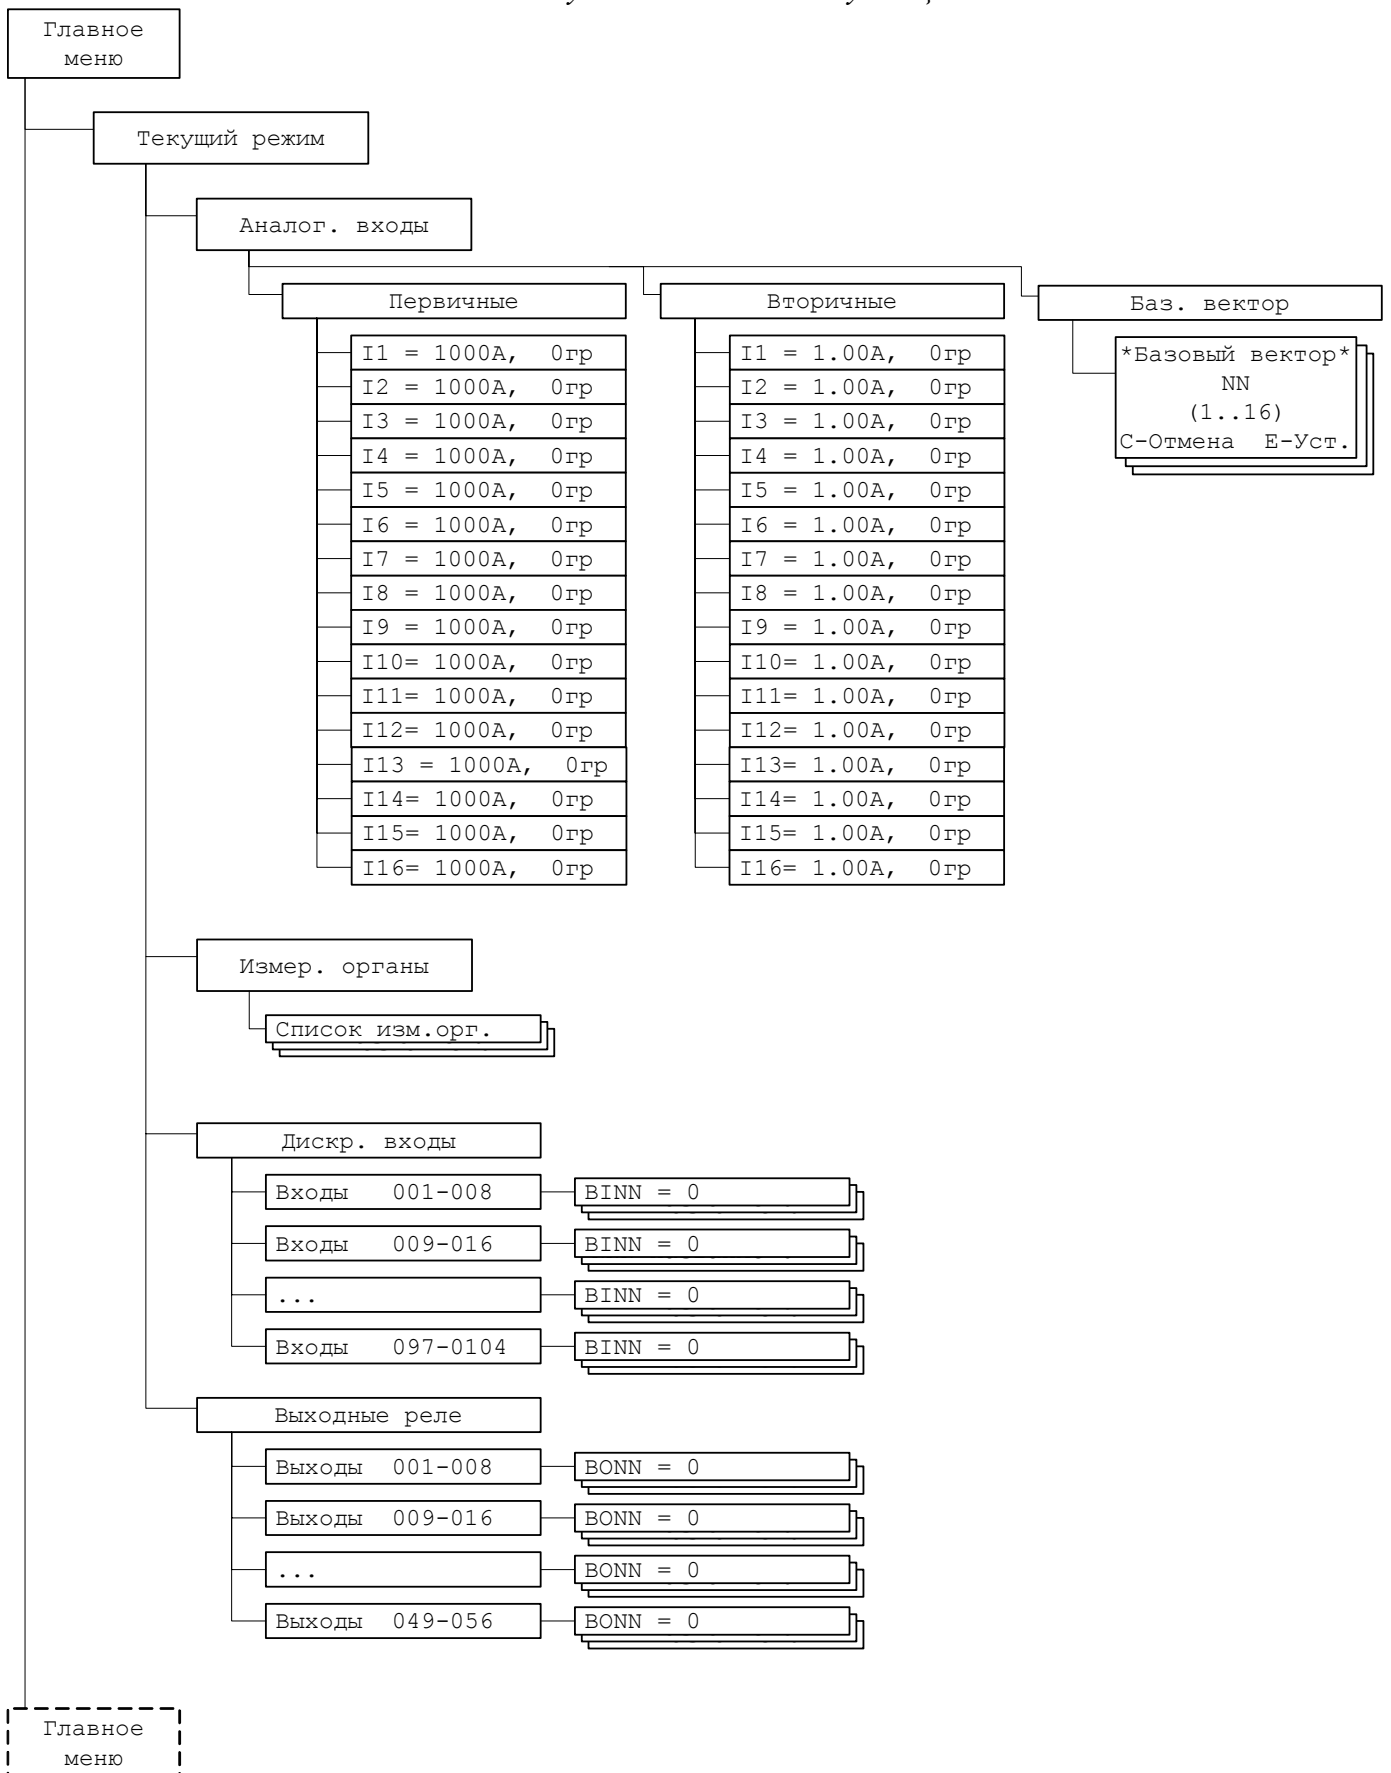 Главное
меню
Текущий режим
Аналог. входы
Первичные
I1 = 1000А, 0гр
I2 = 1000А, 0гр
I3 = 1000А, 0гр
I4 = 1000А, 0гр
I5 = 1000А, 0гр
I6 = 1000А, 0гр
I7 = 1000А, 0гр
I8 = 1000А, 0гр
I9 = 1000А, 0гр
I10= 1000А, 0гр
I11= 1000А, 0гр
I12= 1000А, 0гр
I13 = 1000А, 0гр
I14= 1000А, 0гр
I15= 1000А, 0гр
I16= 1000А, 0гр
Вторичные
I1 = 1.00А, 0гр
I2 = 1.00А, 0гр
I3 = 1.00А, 0гр
I4 = 1.00А, 0гр
I5 = 1.00А, 0гр
I6 = 1.00А, 0гр
I7 = 1.00А, 0гр
I8 = 1.00А, 0гр
I9 = 1.00А, 0гр
I10= 1.00А, 0гр
I11= 1.00А, 0гр
I12= 1.00А, 0гр
I13= 1.00А, 0гр
I14= 1.00А, 0гр
I15= 1.00А, 0гр
I16= 1.00А, 0гр
Баз. вектор
*Базовый вектор*
NN
(1..16)
С-Отмена Е-Уст.
Измер. органы
Список изм.орг.
Дискр. входы
Входы 001-008
BINN = 0
Входы 009-016
BINN = 0
...
BINN = 0
Входы 097-0104
BINN = 0
Выходные реле
Выходы 001-008
BONN = 0
Выходы 009-016
BONN = 0
...
BONN = 0
Выходы 049-056
BONN = 0
Главное
меню